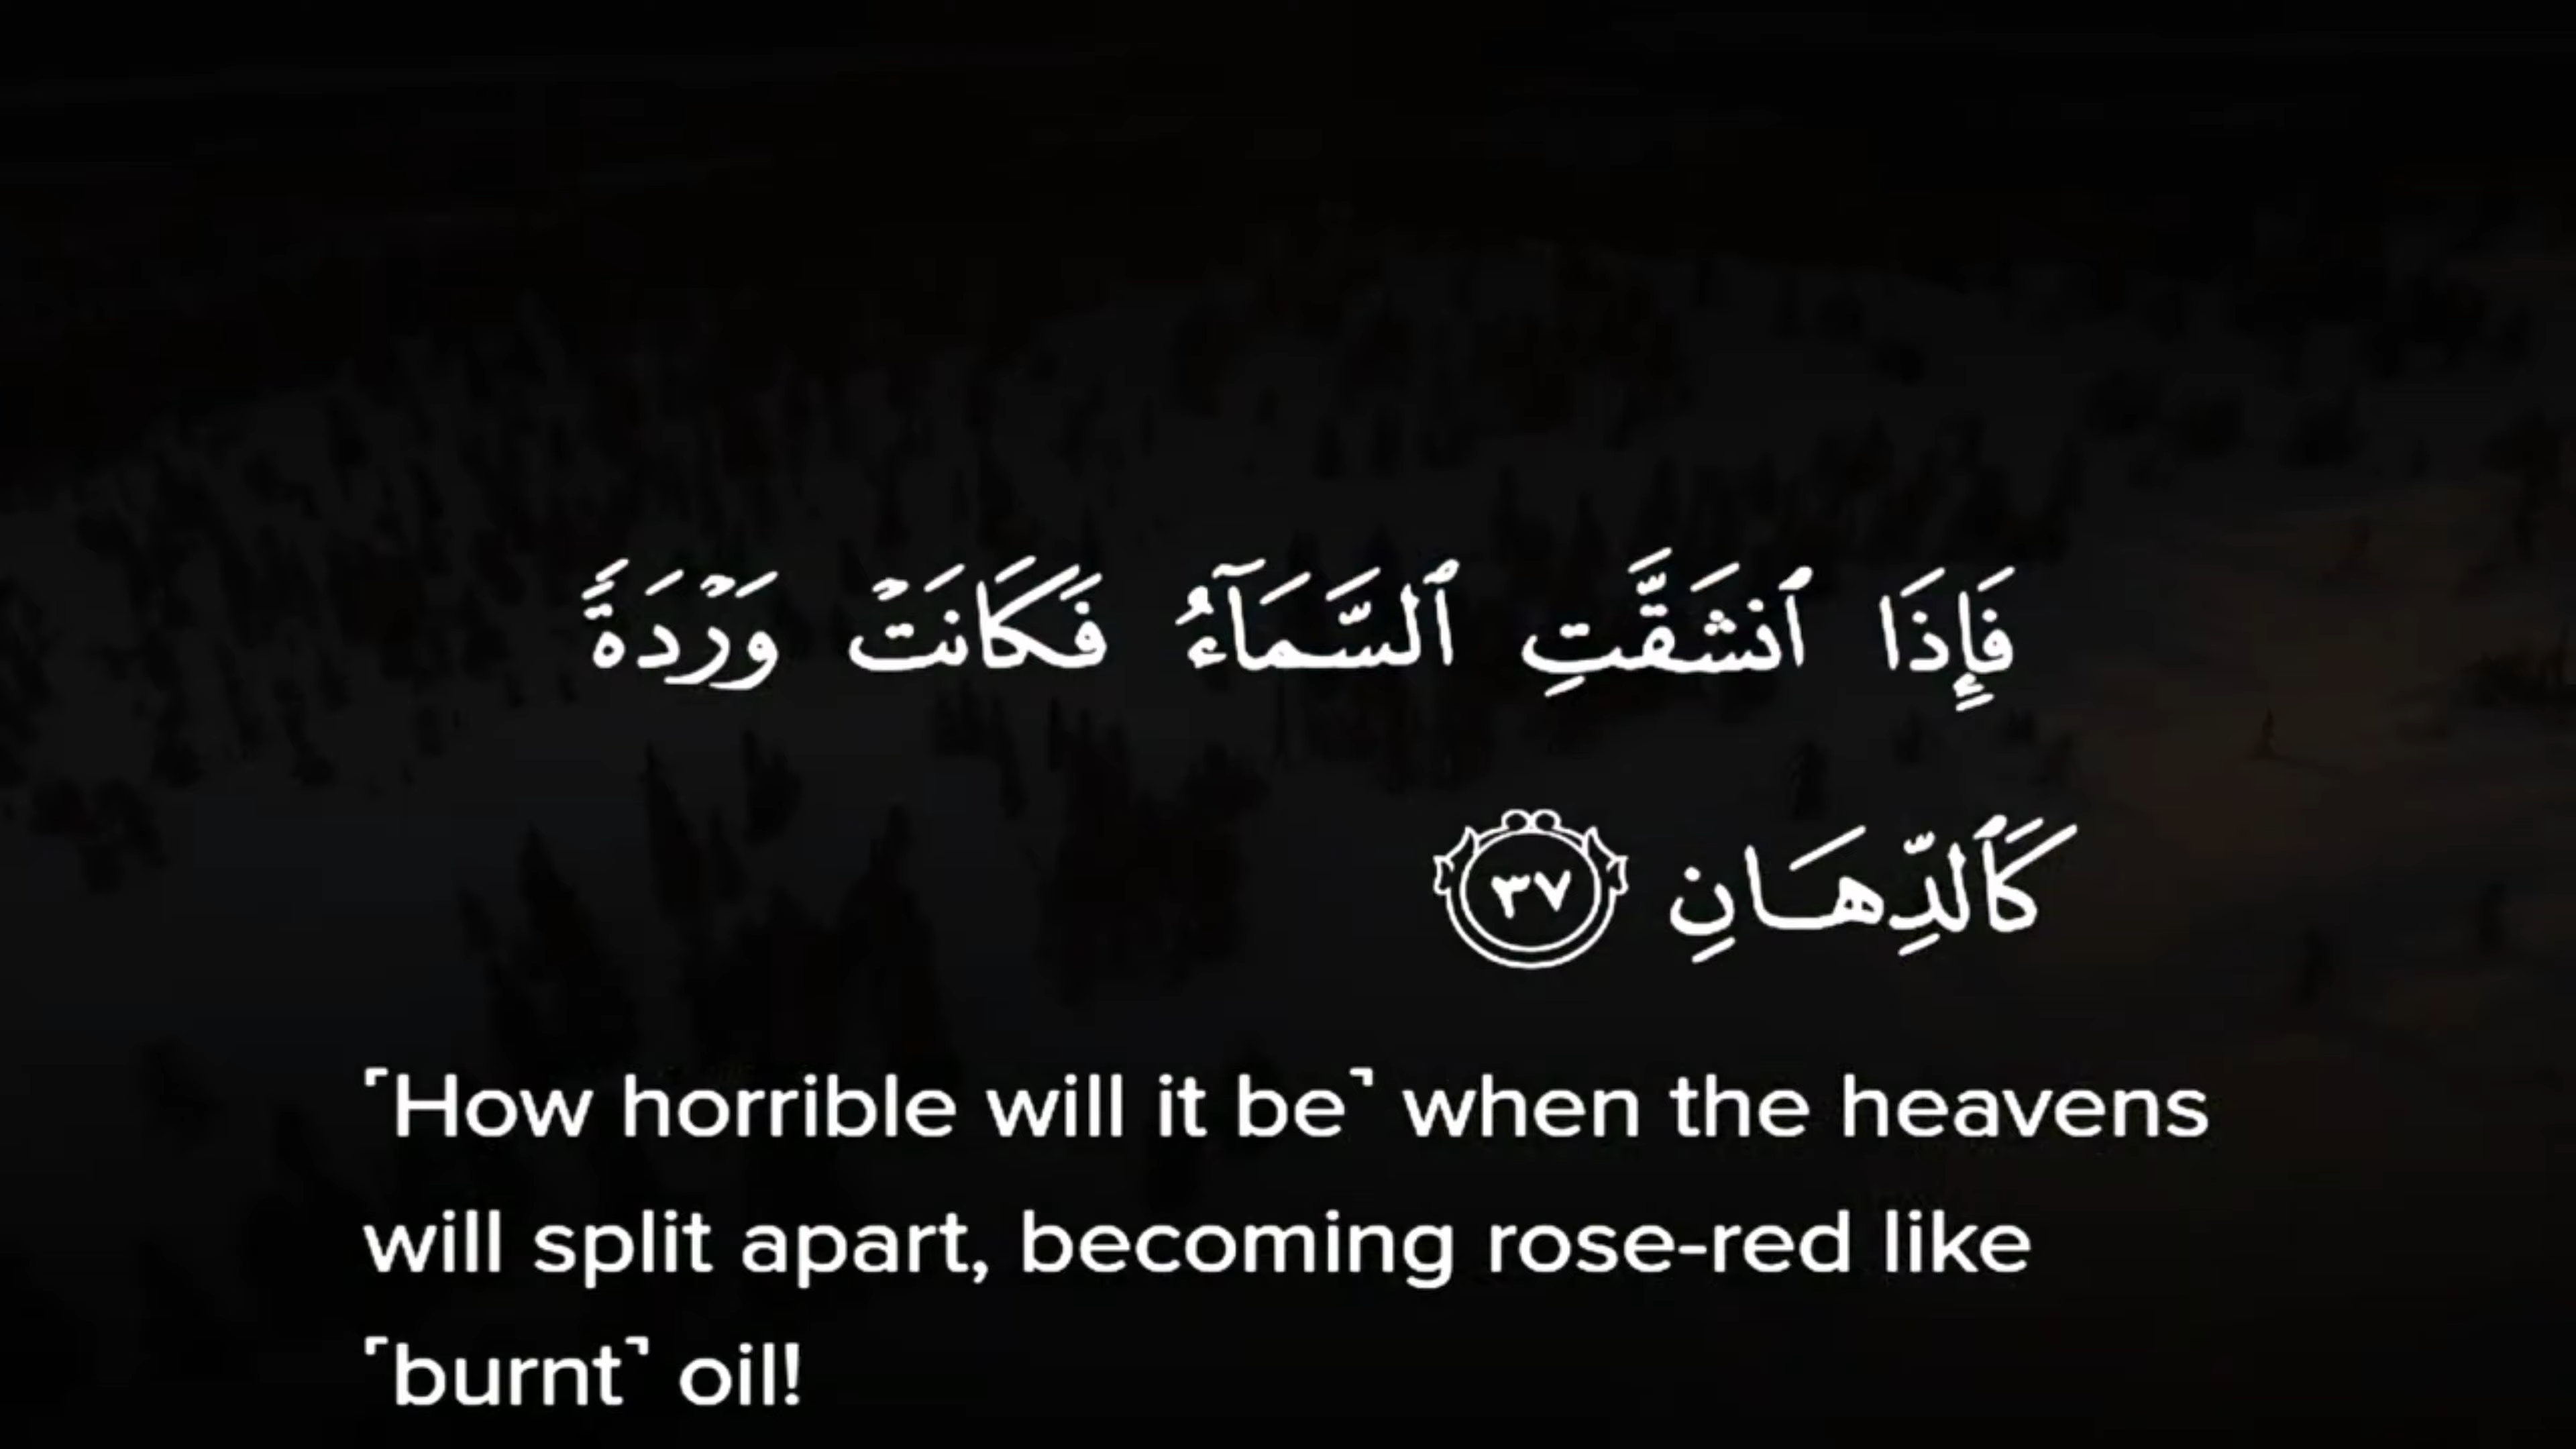 فَإِذَا ٱنشَقَّتِ ٱلسَّمَآءُ فَكَانَتْ وَرْدَةًۭ
كَٱلدِّهَانِ ٣٧
⸢How horrible will it be⸣ when the heavens
will split apart, becoming rose-red like
⸢burnt⸣ oil!